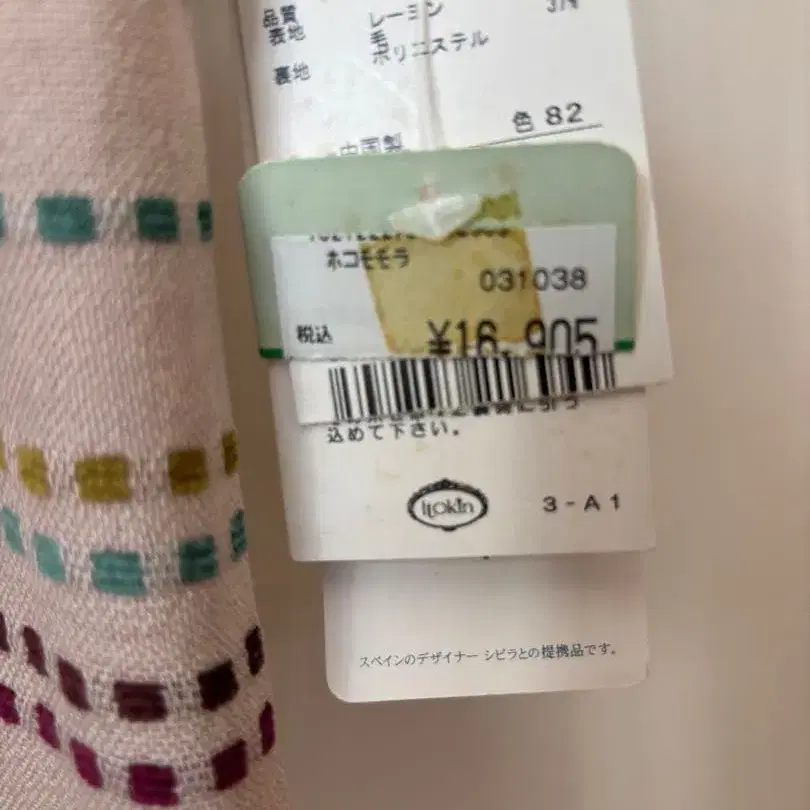 品質 レーヨン
表地 毛
ポリエステル
裏地
色 82
中国製
ホコモモラ
031038
税込 ¥16,905
込めて下さい。
Itokin 3-A1
スペインのデザイナー シビラとの提携品です。